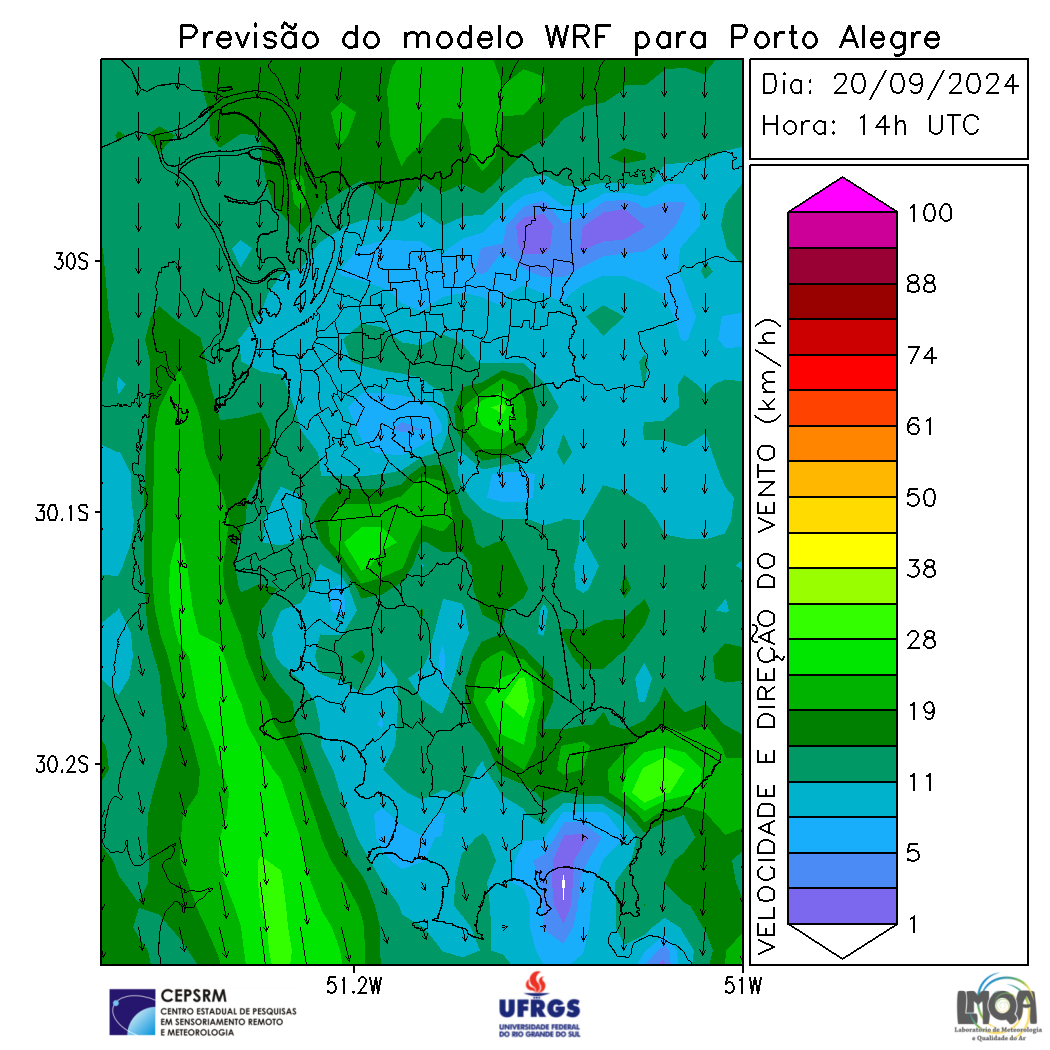 Previsão do modelo WRF para Porto Alegre
Dia: 20/09/2024
Hora: 14h UTC
30S
30.1S
30.2S
51.2W
51W
VELOCIDADE E DIREÇÃO DO VENTO (km/h)
100
88
74
61
50
38
28
19
11
5
1
CEPSRM
CENTRO ESTADUAL DE PESQUISAS
EM SENSORIAMENTO REMOTO
E METEOROLOGIA
UFRGS
UNIVERSIDADE FEDERAL
DO RIO GRANDE DO SUL
LMQA
Laboratório de Meteorologia
e Qualidade do Ar